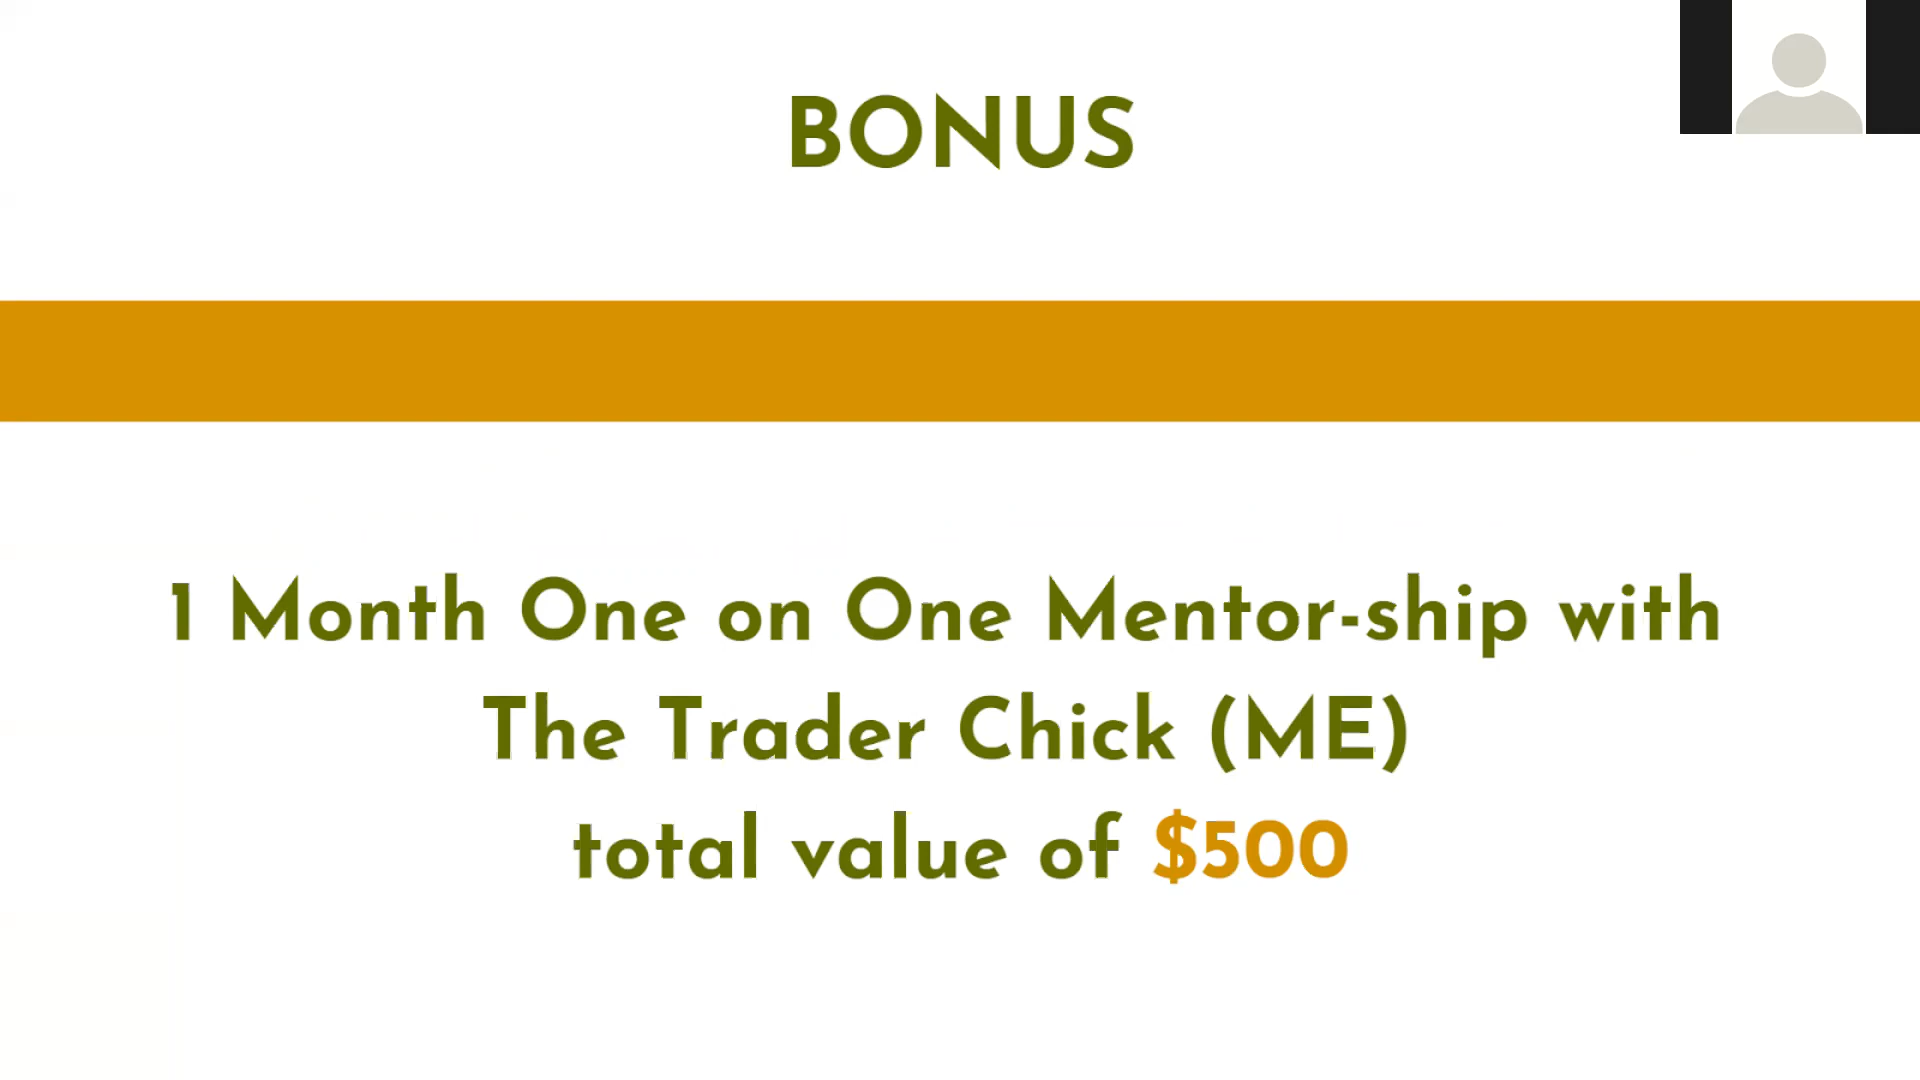 BONUS
1 Month One on One Mentor-ship with
The Trader Chick (ME)
total value of $500